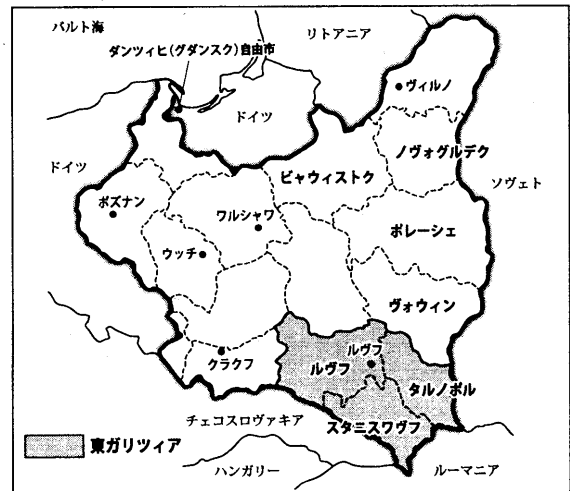 バルト海
リトアニア
ダンツィヒ(グダンスク)自由市
ヴィルノ
ドイツ
ノヴォグルデク
ドイツ
ビャウィストク
ソヴェト
ポズナン
ワルシャワ
ポレーシェ
ウッチ
ヴォウィン
ルヴフ
クラクフ
ルヴフ
タルノポル
チェコスロヴァキア
スタニスワヴフ
東ガリツィア
ハンガリー
ルーマニア